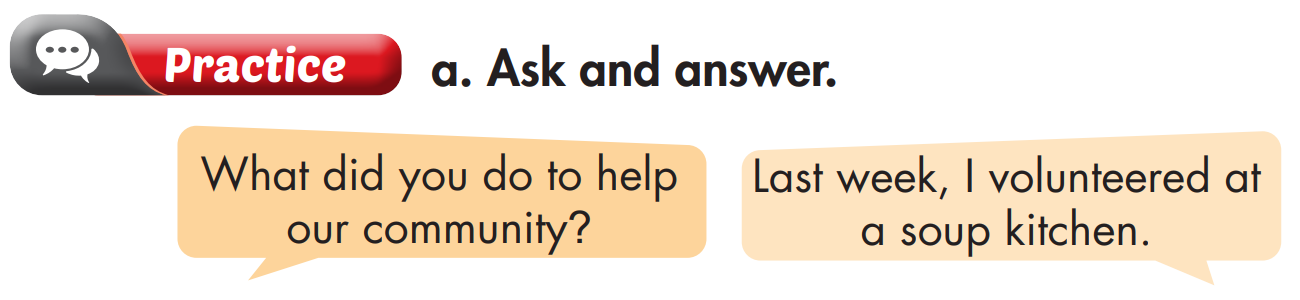 Practice a. Ask and answer.
What did you do to help
our community?
Last week, I volunteered at
a soup kitchen.